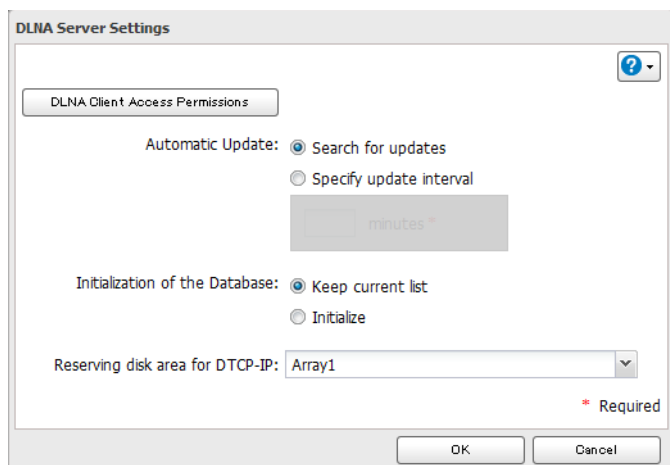 DLNA Server Settings
?
DLNA Client Access Permissions
Automatic Update: Search for updates
Specify update interval
minutes *
Initialization of the Database: Keep current list
Initialize
Reserving disk area for DTCP-IP: Array1
* Required
OK Cancel